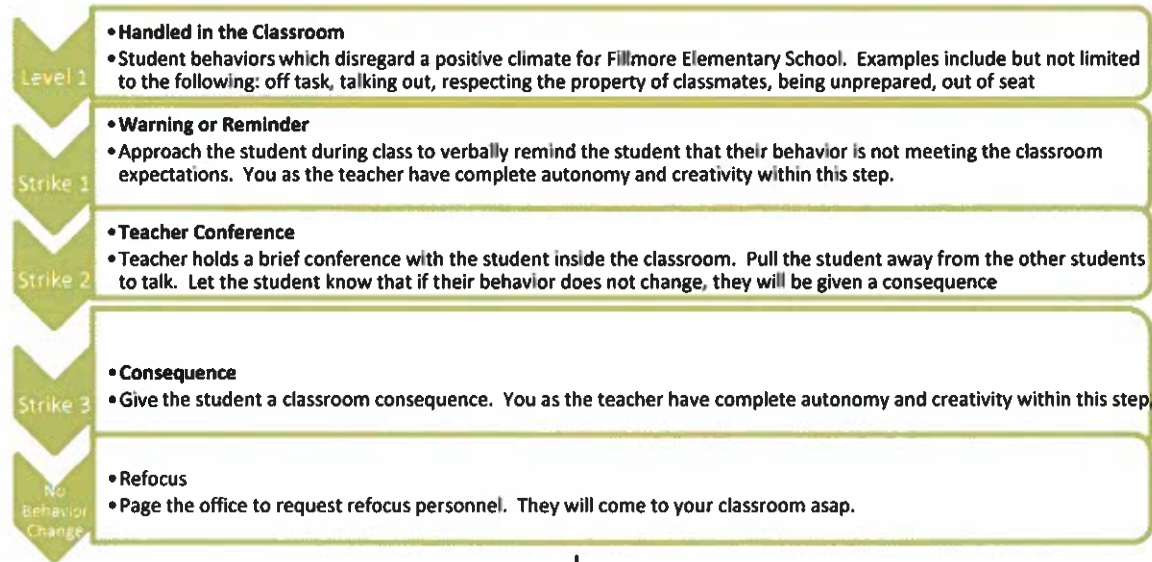 Level 1
• Handled in the Classroom
• Student behaviors which disregard a positive climate for Fillmore Elementary School. Examples include but not limited
to the following: off task, talking out, respecting the property of classmates, being unprepared, out of seat
Strike 1
• Warning or Reminder
• Approach the student during class to verbally remind the student that their behavior is not meeting the classroom
expectations. You as the teacher have complete autonomy and creativity within this step.
Strike 2
• Teacher Conference
• Teacher holds a brief conference with the student inside the classroom. Pull the student away from the other students
to talk. Let the student know that if their behavior does not change, they will be given a consequence
Strike 3
• Consequence
• Give the student a classroom consequence. You as the teacher have complete autonomy and creativity within this step.
No
Behavior
Change
• Refocus
• Page the office to request refocus personnel. They will come to your classroom asap.